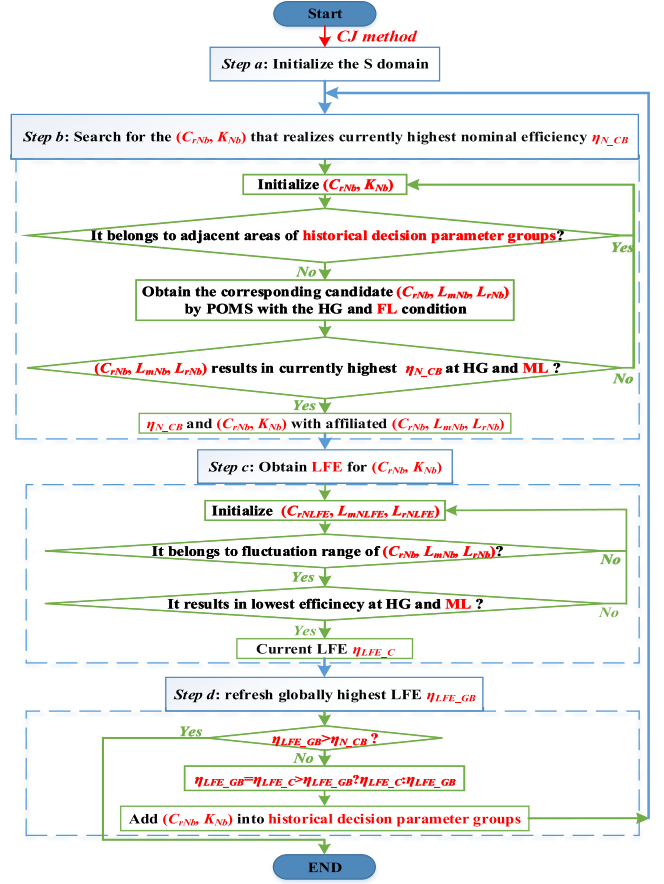 Start
CJ method
Step a: Initialize the S domain
Step b: Search for the (CrNb, KNb) that realizes currently highest nominal efficiency ηN_CB
Initialize (CrNb, KNb)
It belongs to adjacent areas of historical decision parameter groups?
Yes
No
Obtain the corresponding candidate (CrNb, LmNb, LrNb)
by POMS with the HG and FL condition
(CrNb, LmNb, LrNb) results in currently highest ηN_CB at HG and ML ?
No
Yes
ηN_CB and (CrNb, KNb) with affiliated (CrNb, LmNb, LrNb)
Step c: Obtain LFE for (CrNb, KNb)
Initialize (CrNLFE, LmNLFE, LrNLFE)
It belongs to fluctuation range of (CrNb, LmNb, LrNb)?
No
Yes
It results in lowest efficinecy at HG and ML ?
No
Yes
Current LFE ηLFE_C
Step d: refresh globally highest LFE ηLFE_GB
Yes
ηLFE_GB>ηN_CB ?
No
ηLFE_GB=ηLFE_C>ηLFE_GB?ηLFE_C:ηLFE_GB
Add (CrNb, KNb) into historical decision parameter groups
END